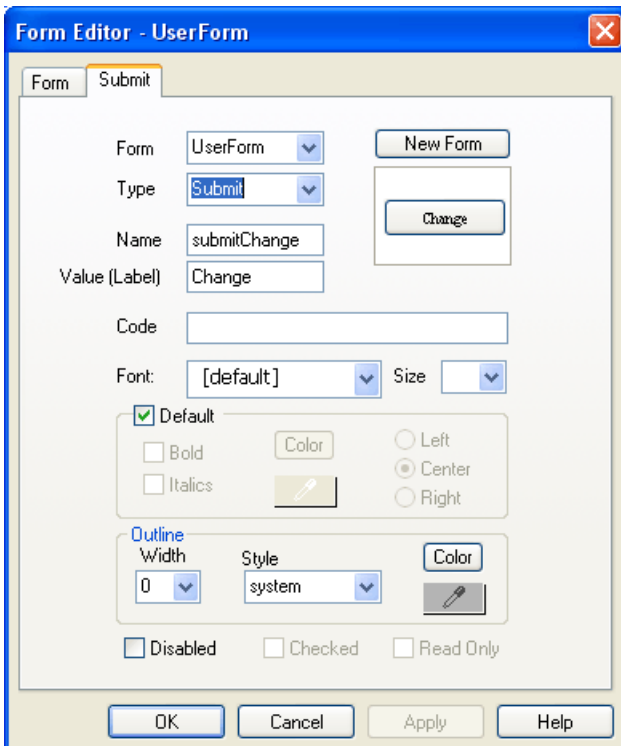 Form Editor - UserForm
Form Submit
Form UserForm New Form
Type Submit
Change
Name submitChange
Value (Label) Change
Code
Font: [default] Size
Default
Bold Color Left
Center
Italics
Right
Outline
Width Style Color
0 system
Disabled Checked Read Only
OK Cancel Apply Help